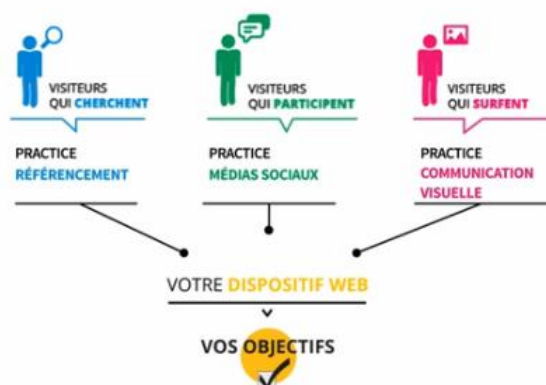 VISITEURS
QUI CHERCHENT
PRACTICE
RÉFÉRENCEMENT
VISITEURS
QUI PARTICIPENT
PRACTICE
MÉDIAS SOCIAUX
VISITEURS
QUI SURFENT
PRACTICE
COMMUNICATION
VISUELLE
VOTRE DISPOSITIF WEB
VOS OBJECTIFS